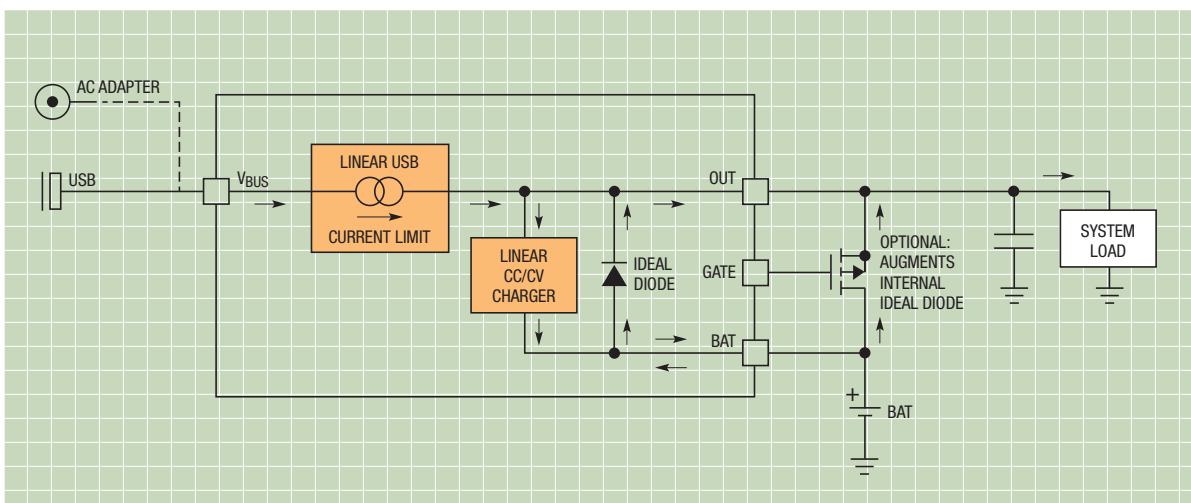 AC ADAPTER
USB
VBUS
LINEAR USB
CURRENT LIMIT
LINEAR
CC/CV
CHARGER
IDEAL
DIODE
OUT
GATE
BAT
OPTIONAL:
AUGMENTS
INTERNAL
IDEAL DIODE
SYSTEM
LOAD
+
BAT